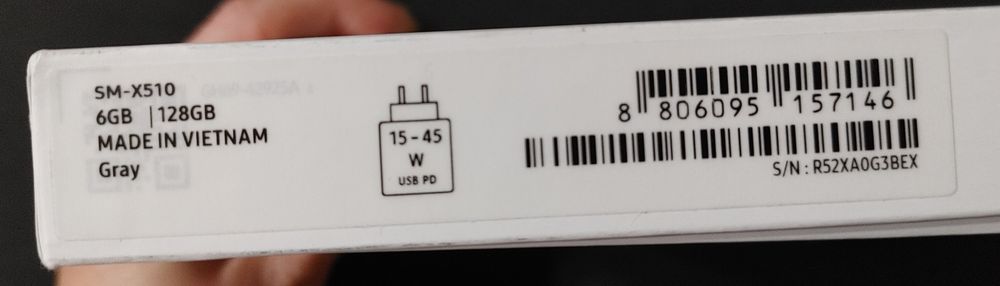 SM-X510
6GB | 128GB
MADE IN VIETNAM
Gray
15-45
W
USB PD
8 806095 157146
S/N : R52XA0G3BEX